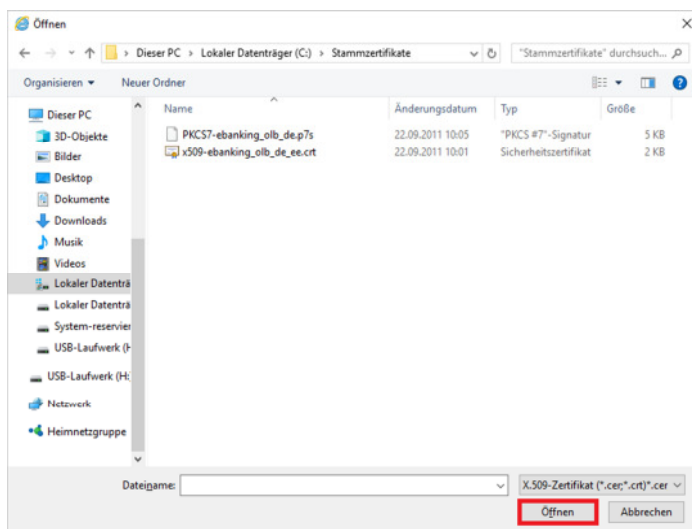 Öffnen
Dieser PC > Lokaler Datenträger (C:) > Stammzertifikate
"Stammzertifikate" durchsuch...
Organisieren Neuer Ordner
Name Änderungsdatum Typ Größe
PKCS7-ebanking_olb_de.p7s 22.09.2011 10:05 "PKCS #7"-Signatur 5 KB
x509-ebanking_olb_de_ee.crt 22.09.2011 10:01 Sicherheitszertifikat 2 KB
Dieser PC
3D-Objekte
Bilder
Desktop
Dokumente
Downloads
Musik
Videos
Lokaler Datenträ
Lokaler Datenträ
System-reservier
USB-Laufwerk (H
USB-Laufwerk (H:
Netzwerk
Heimnetzgruppe
Dateiname:
X.509-Zertifikat (*.cer;*.crt)*.cer
Öffnen Abbrechen